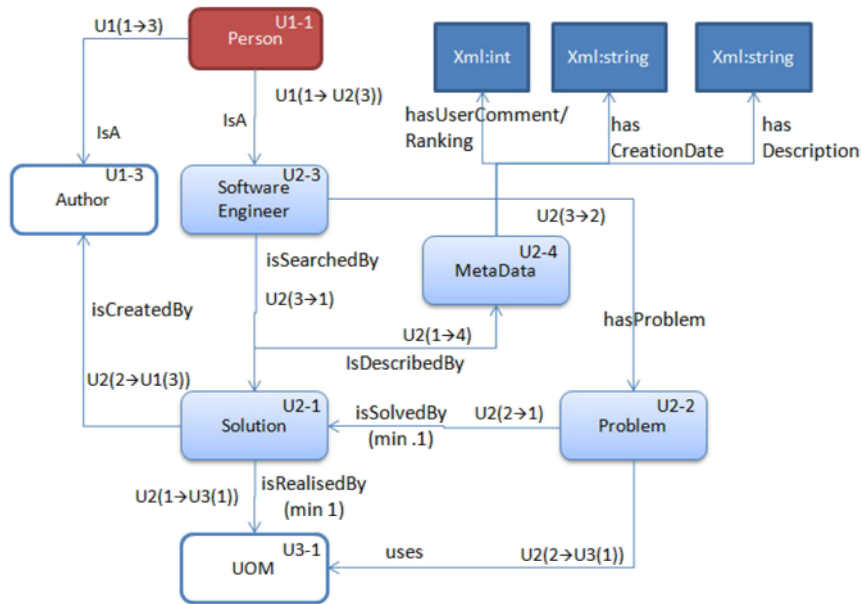 U1-1
Person
U1(1→3)
Xml:int
Xml:string
Xml:string
U1(1→ U2(3))
IsA
IsA
hasUserComment/
Ranking
has
CreationDate
has
Description
U1-3
Author
U2-3
Software
Engineer
U2(3→2)
U2-4
MetaData
isSearchedBy
U2(3→1)
isCreatedBy
hasProblem
U2(1→4)
IsDescribedBy
U2(2→U1(3))
U2-1
Solution
isSolvedBy
(min .1)
U2(2→1)
U2-2
Problem
U2(1→U3(1))
isRealisedBy
(min 1)
U3-1
UOM
uses
U2(2→U3(1))